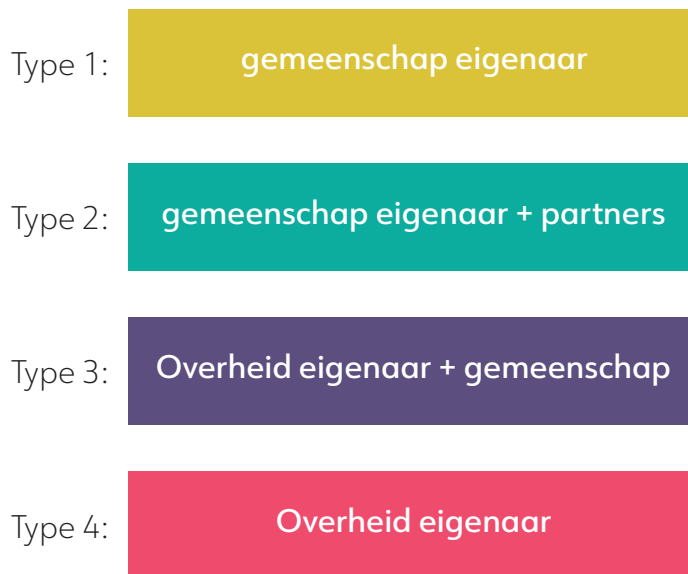 Type 1: gemeenschap eigenaar
Type 2: gemeenschap eigenaar + partners
Type 3: Overheid eigenaar + gemeenschap
Type 4: Overheid eigenaar